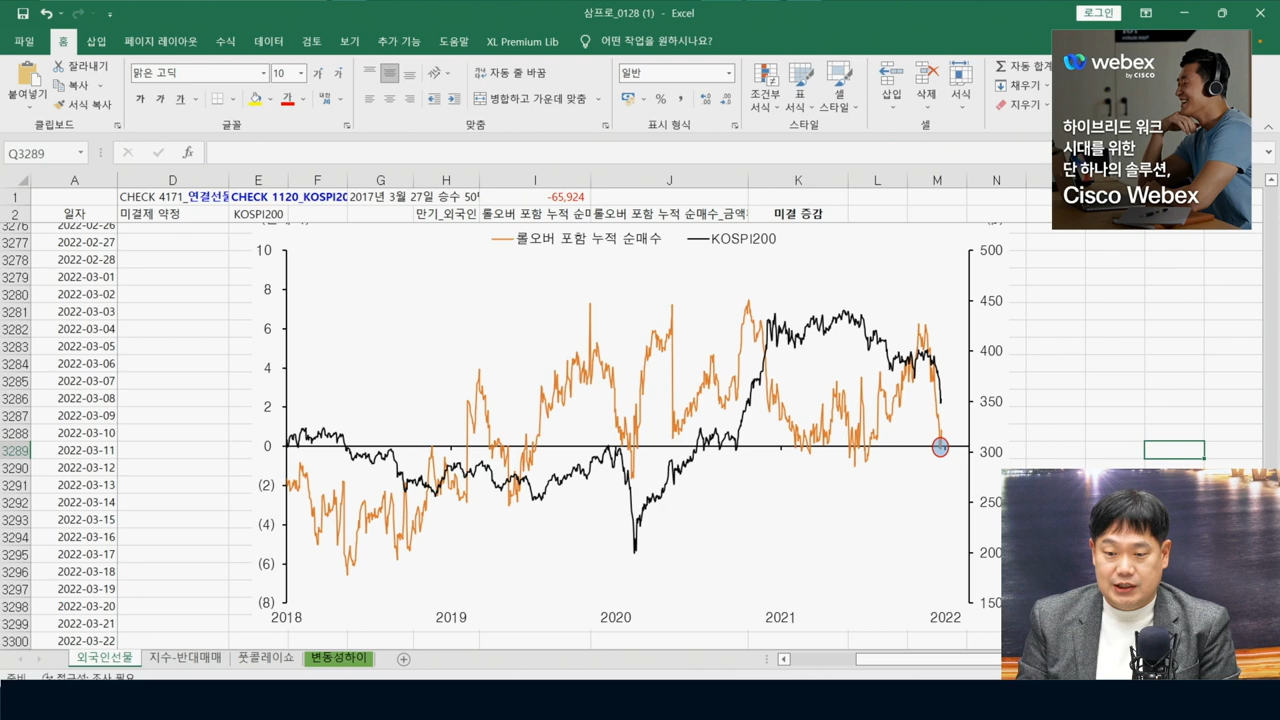 삼프로_0128 (1) - Excel
로그인
파일 홈 삽입 페이지 레이아웃 수식 데이터 검토 보기 추가 기능 도움말 XL Premium Lib 어떤 작업을 원하시나요?
붙여넣기
잘라내기
복사
서식 복사
클립보드
맑은 고딕 10
가 가 가 가
글꼴
자동 줄 바꿈
병합하고 가운데 맞춤
맞춤
일반
%
표시 형식
조건부 서식
표 서식
셀 스타일
스타일
삽입 삭제 서식
셀
자동 합계
채우기
지우기
webex
by CISCO
하이브리드 워크
시대를 위한
단 하나의 솔루션,
Cisco Webex
Q3289 fx
A D E F G H I J K L M N
1 CHECK 4171_연결선물 CHECK 1120_KOSPI20 2017년 3월 27일 승수 50 -65,924
2 일자 미결제 약정 KOSPI200 만기_외국인 롤오버 포함 누적 순매 롤오버 포함 누적 순매수_금액 미결 증감
3276 2022-02-26
3277 2022-02-27
3278 2022-02-28
3279 2022-03-01
3280 2022-03-02
3281 2022-03-03
3282 2022-03-04
3283 2022-03-05
3284 2022-03-06
3285 2022-03-07
3286 2022-03-08
3287 2022-03-09
3288 2022-03-10
3289 2022-03-11
3290 2022-03-12
3291 2022-03-13
3292 2022-03-14
3293 2022-03-15
3294 2022-03-16
3295 2022-03-17
3296 2022-03-18
3297 2022-03-19
3298 2022-03-20
3299 2022-03-21
3300 2022-03-22
롤오버 포함 누적 순매수 KOSPI200
10
8
6
4
2
0
(2)
(4)
(6)
(8)
500
450
400
350
300
250
200
150
2018 2019 2020 2021 2022
외국인선물 지수-반대매매 풋콜레이쇼 변동성하이
준비 접근성: 조사 필요